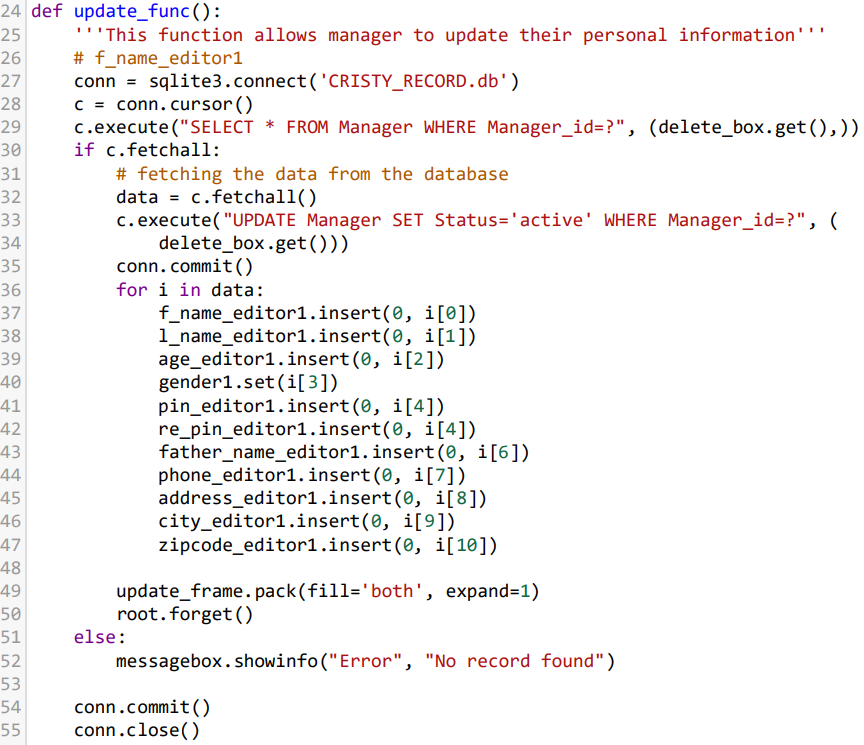 24 def update_func():
25     '''This function allows manager to update their personal information'''
26     # f_name_editor1
27     conn = sqlite3.connect('CRISTY_RECORD.db')
28     c = conn.cursor()
29     c.execute("SELECT * FROM Manager WHERE Manager_id=?", (delete_box.get(),))
30     if c.fetchall:
31         # fetching the data from the database
32         data = c.fetchall()
33         c.execute("UPDATE Manager SET Status='active' WHERE Manager_id=?", (
34             delete_box.get()))
35         conn.commit()
36         for i in data:
37             f_name_editor1.insert(0, i[0])
38             l_name_editor1.insert(0, i[1])
39             age_editor1.insert(0, i[2])
40             gender1.set(i[3])
41             pin_editor1.insert(0, i[4])
42             re_pin_editor1.insert(0, i[4])
43             father_name_editor1.insert(0, i[6])
44             phone_editor1.insert(0, i[7])
45             address_editor1.insert(0, i[8])
46             city_editor1.insert(0, i[9])
47             zipcode_editor1.insert(0, i[10])
48
49         update_frame.pack(fill='both', expand=1)
50         root.forget()
51     else:
52         messagebox.showinfo("Error", "No record found")
53
54     conn.commit()
55     conn.close()